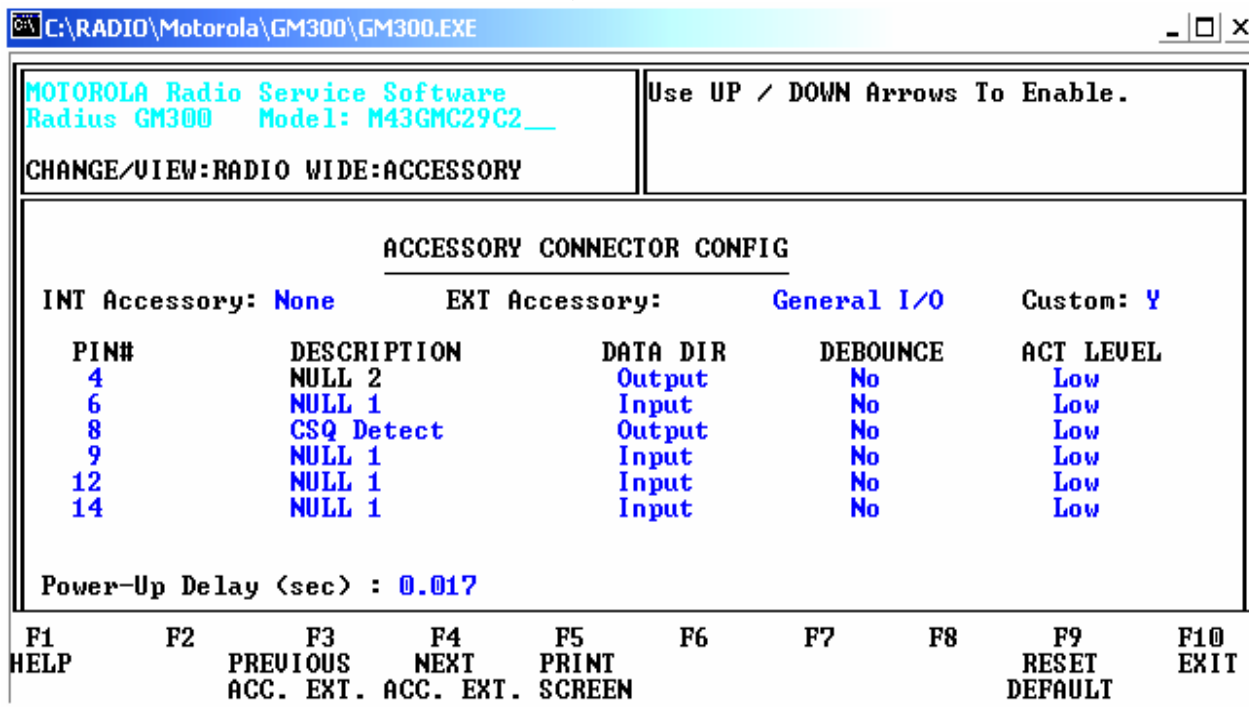 C:\RADIO\Motorola\GM300\GM300.EXE
MOTOROLA Radio Service Software
Radius GM300 Model: M43GMC29C2__
CHANGE/VIEW:RADIO WIDE:ACCESSORY
Use UP / DOWN Arrows To Enable.
ACCESSORY CONNECTOR CONFIG
INT Accessory: None EXT Accessory: General I/O Custom: Y
PIN# DESCRIPTION DATA DIR DEBOUNCE ACT LEVEL
4 NULL 2 Output No Low
6 NULL 1 Input No Low
8 CSQ Detect Output No Low
9 NULL 1 Input No Low
12 NULL 1 Input No Low
14 NULL 1 Input No Low
Power-Up Delay (sec) : 0.017
F1 F2 F3 F4 F5 F6 F7 F8 F9 F10
HELP PREVIOUS NEXT PRINT RESET EXIT
ACC. EXT. ACC. EXT. SCREEN DEFAULT